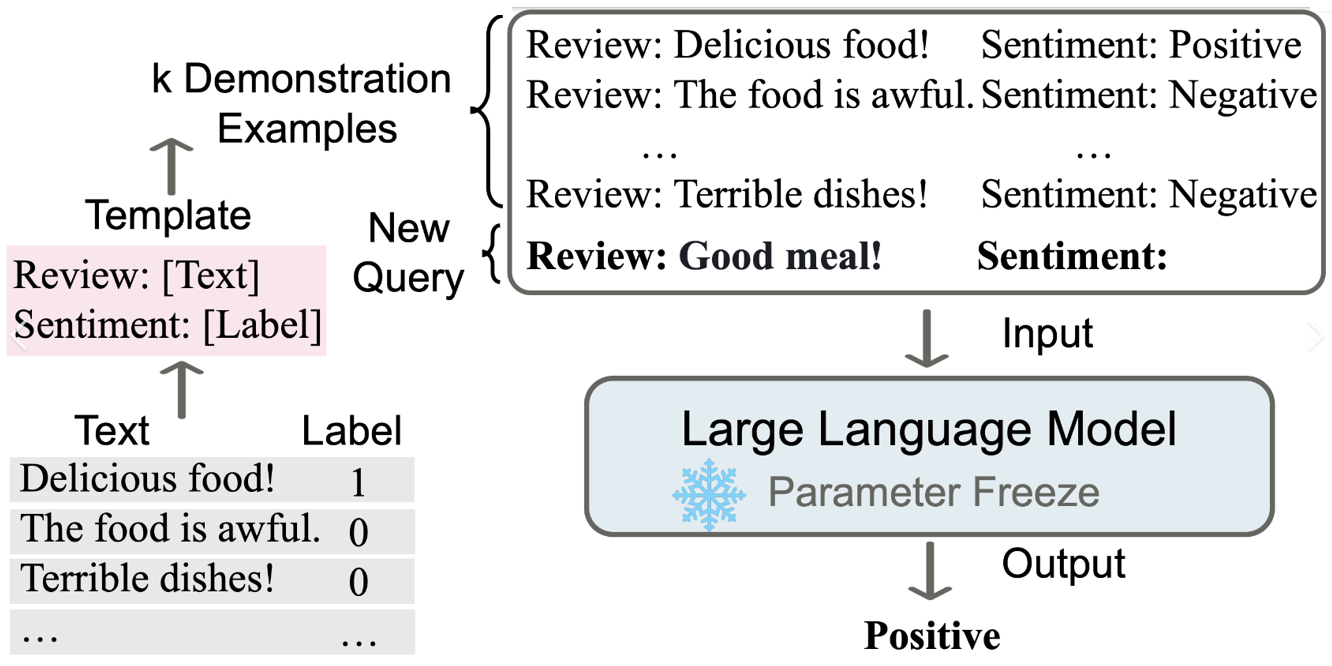 k Demonstration
Examples
Template
Review: [Text]
Sentiment: [Label]
Text Label
Delicious food! 1
The food is awful. 0
Terrible dishes! 0
... ...
Review: Delicious food! Sentiment: Positive
Review: The food is awful. Sentiment: Negative
... ...
Review: Terrible dishes! Sentiment: Negative
New
Query
Review: Good meal! Sentiment:
Input
Large Language Model
Parameter Freeze
Output
Positive